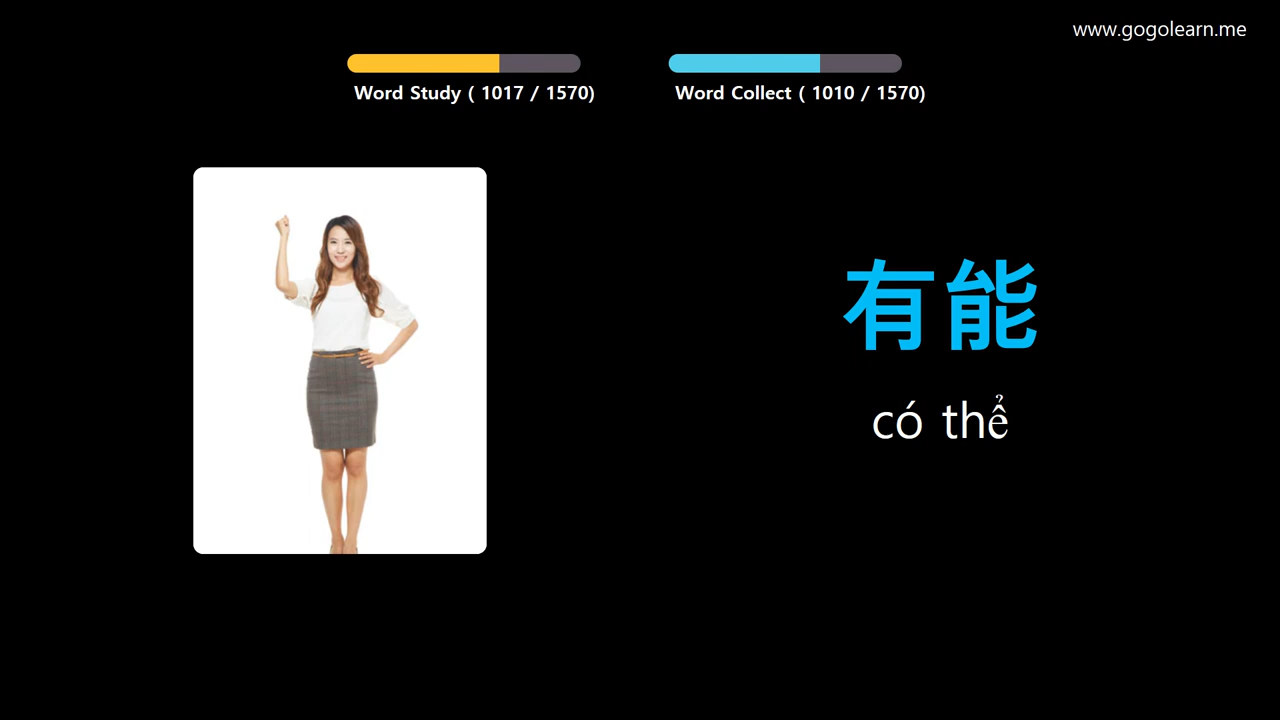 www.gogolearn.me
Word Study ( 1017 / 1570)
Word Collect ( 1010 / 1570)
有能
có thể